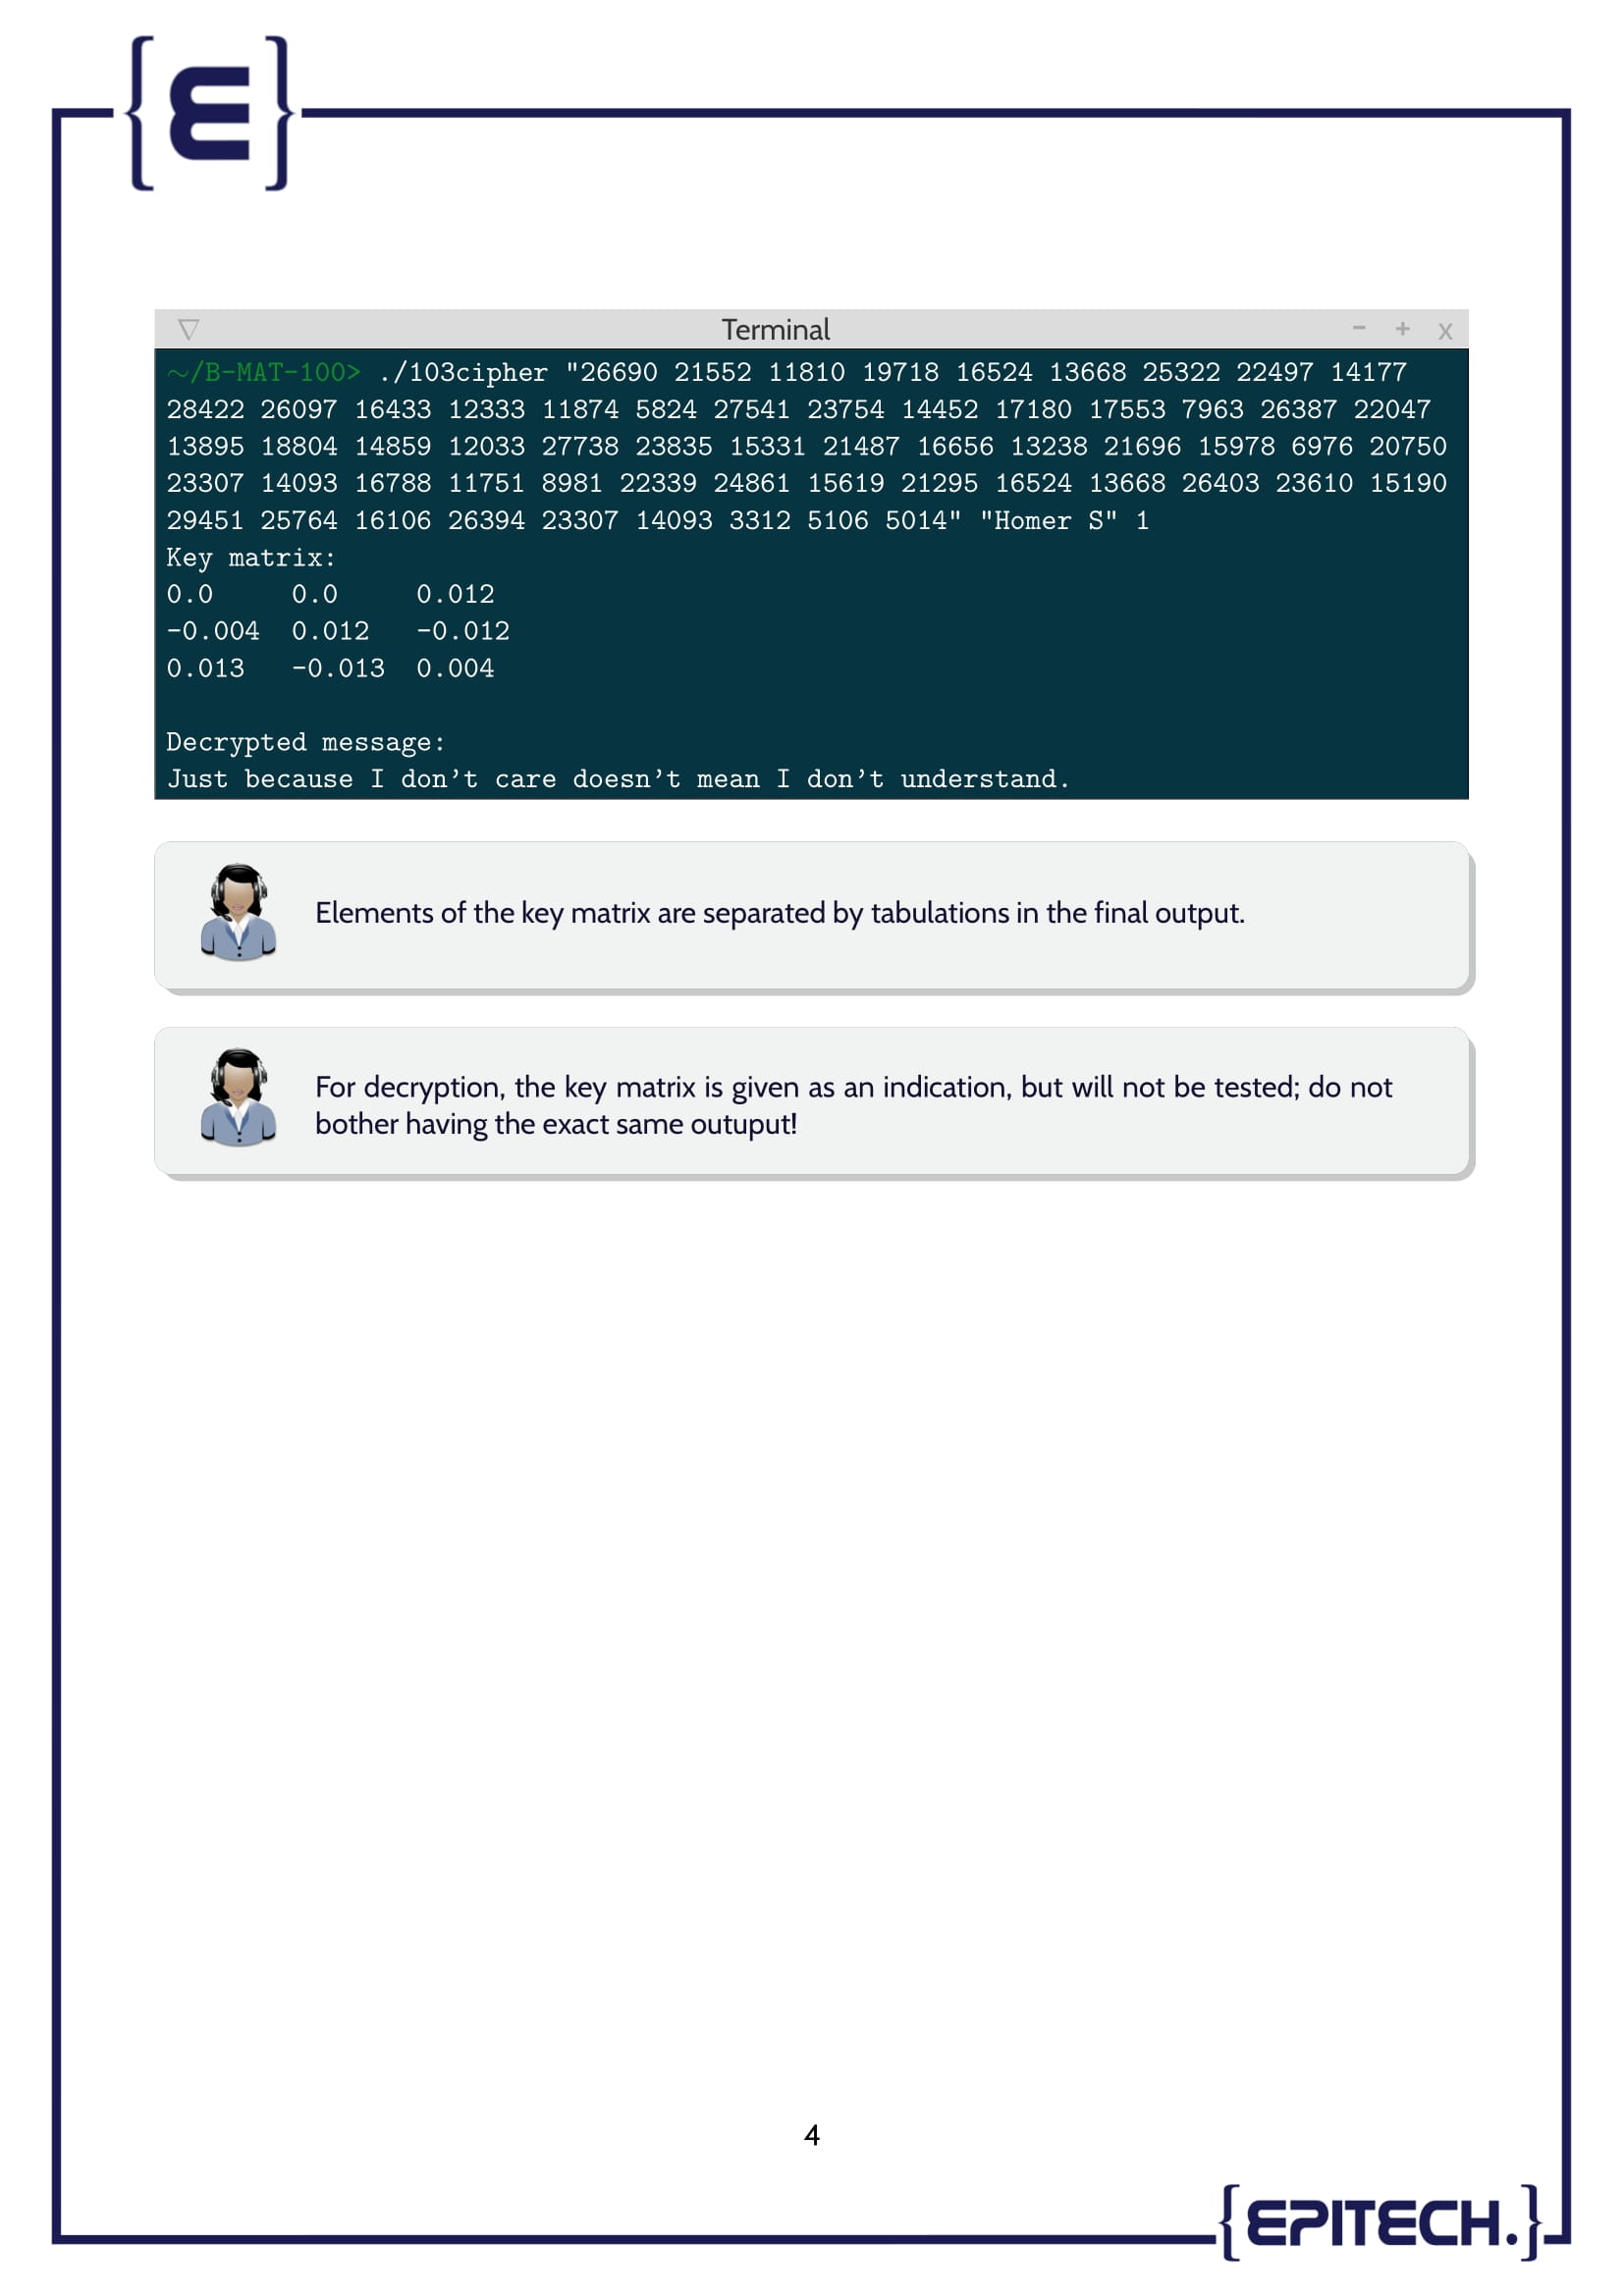 {E}
Terminal - + x
~/B-MAT-100> ./103cipher "26690 21552 11810 19718 16524 13668 25322 22497 14177
28422 26097 16433 12333 11874 5824 27541 23754 14452 17180 17553 7963 26387 22047
13895 18804 14859 12033 27738 23835 15331 21487 16656 13238 21696 15978 6976 20750
23307 14093 16788 11751 8981 22339 24861 15619 21295 16524 13668 26403 23610 15190
29451 25764 16106 26394 23307 14093 3312 5106 5014" "Homer S" 1
Key matrix:
0.0 0.0 0.012
-0.004 0.012 -0.012
0.013 -0.013 0.004
Decrypted message:
Just because I don’t care doesn’t mean I don’t understand.
Elements of the key matrix are separated by tabulations in the final output.
For decryption, the key matrix is given as an indication, but will not be tested; do not
bother having the exact same outuput!
4
{EPITECH.}